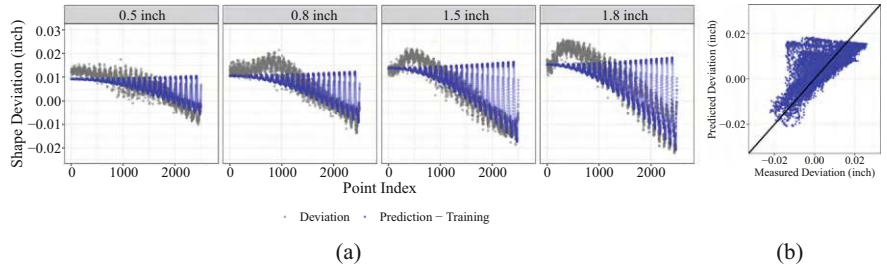 (a)
0.5 inch 0.8 inch 1.5 inch 1.8 inch
Shape Deviation (inch)
0.03
0.02
0.01
0.00
−0.01
−0.02
0 1000 2000 0 1000 2000 0 1000 2000 0 1000 2000
Point Index
Deviation Prediction − Training
(a)
b)
Predicted Deviation (inch)
0.02
0.00
−0.02
−0.02 0.00 0.02
Measured Deviation (inch)
(b)